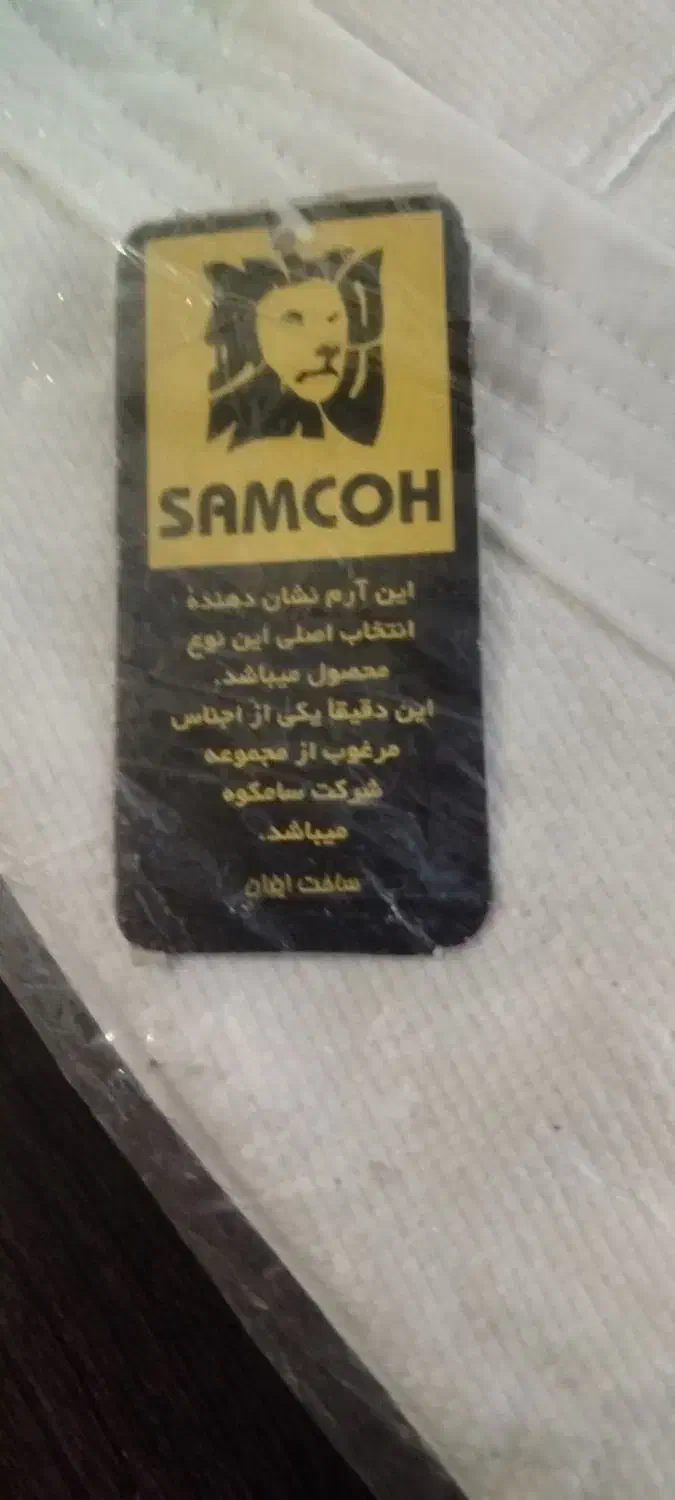 SAMCOH
این آرم نشان دهندهٔ
انتخاب اصلی این نوع
محصول میباشد.
این دقیقاً یکی از اجناس
مرغوب از مجموعه
شرکت سامکوه
میباشد.
ساخت ایران